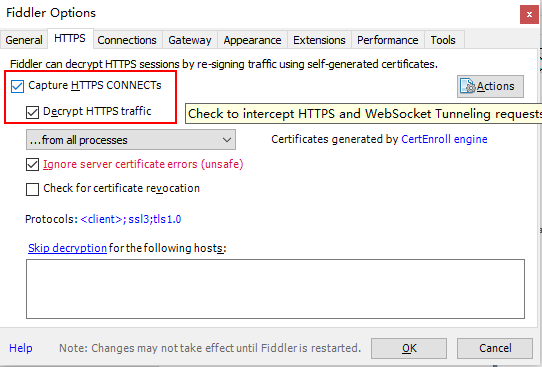 Fiddler Options
General HTTPS Connections Gateway Appearance Extensions Performance Tools
Fiddler can decrypt HTTPS sessions by re-signing traffic using self-generated certificates.
Capture HTTPS CONNECTs
Actions
Decrypt HTTPS traffic
Check to intercept HTTPS and WebSocket Tunneling requests
...from all processes
Certificates generated by CertEnroll engine
Ignore server certificate errors (unsafe)
Check for certificate revocation
Protocols: <client>; ssl3;tls1.0
Skip decryption for the following hosts:
Help
Note: Changes may not take effect until Fiddler is restarted.
OK
Cancel